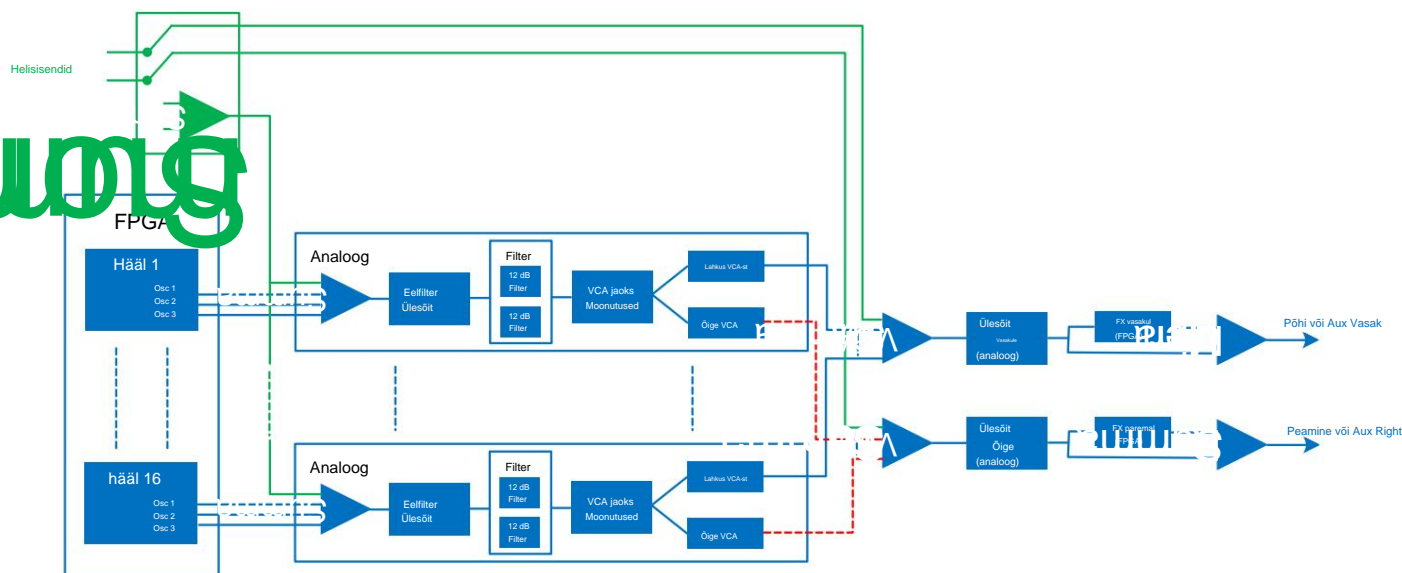 Helisisendid
FPGA
Hääl 1
Osc 1
Osc 2
Osc 3
Analoog
Eelfilter
Ülesõit
Filter
12 dB
Filter
12 dB
Filter
VCA jaoks
Moonutused
Lahkus VCA-st
Õige VCA
Ülesõit
Vasakule
(analoog)
FX vasakul
(FPGA)
Põhi või Aux Vasak
Ülesõit
Õige
(analoog)
FX paremal
(FPGA)
Peamine või Aux Right
hääl 16
Osc 1
Osc 2
Osc 3
Analoog
Eelfilter
Ülesõit
Filter
12 dB
Filter
12 dB
Filter
VCA jaoks
Moonutused
Lahkus VCA-st
Õige VCA